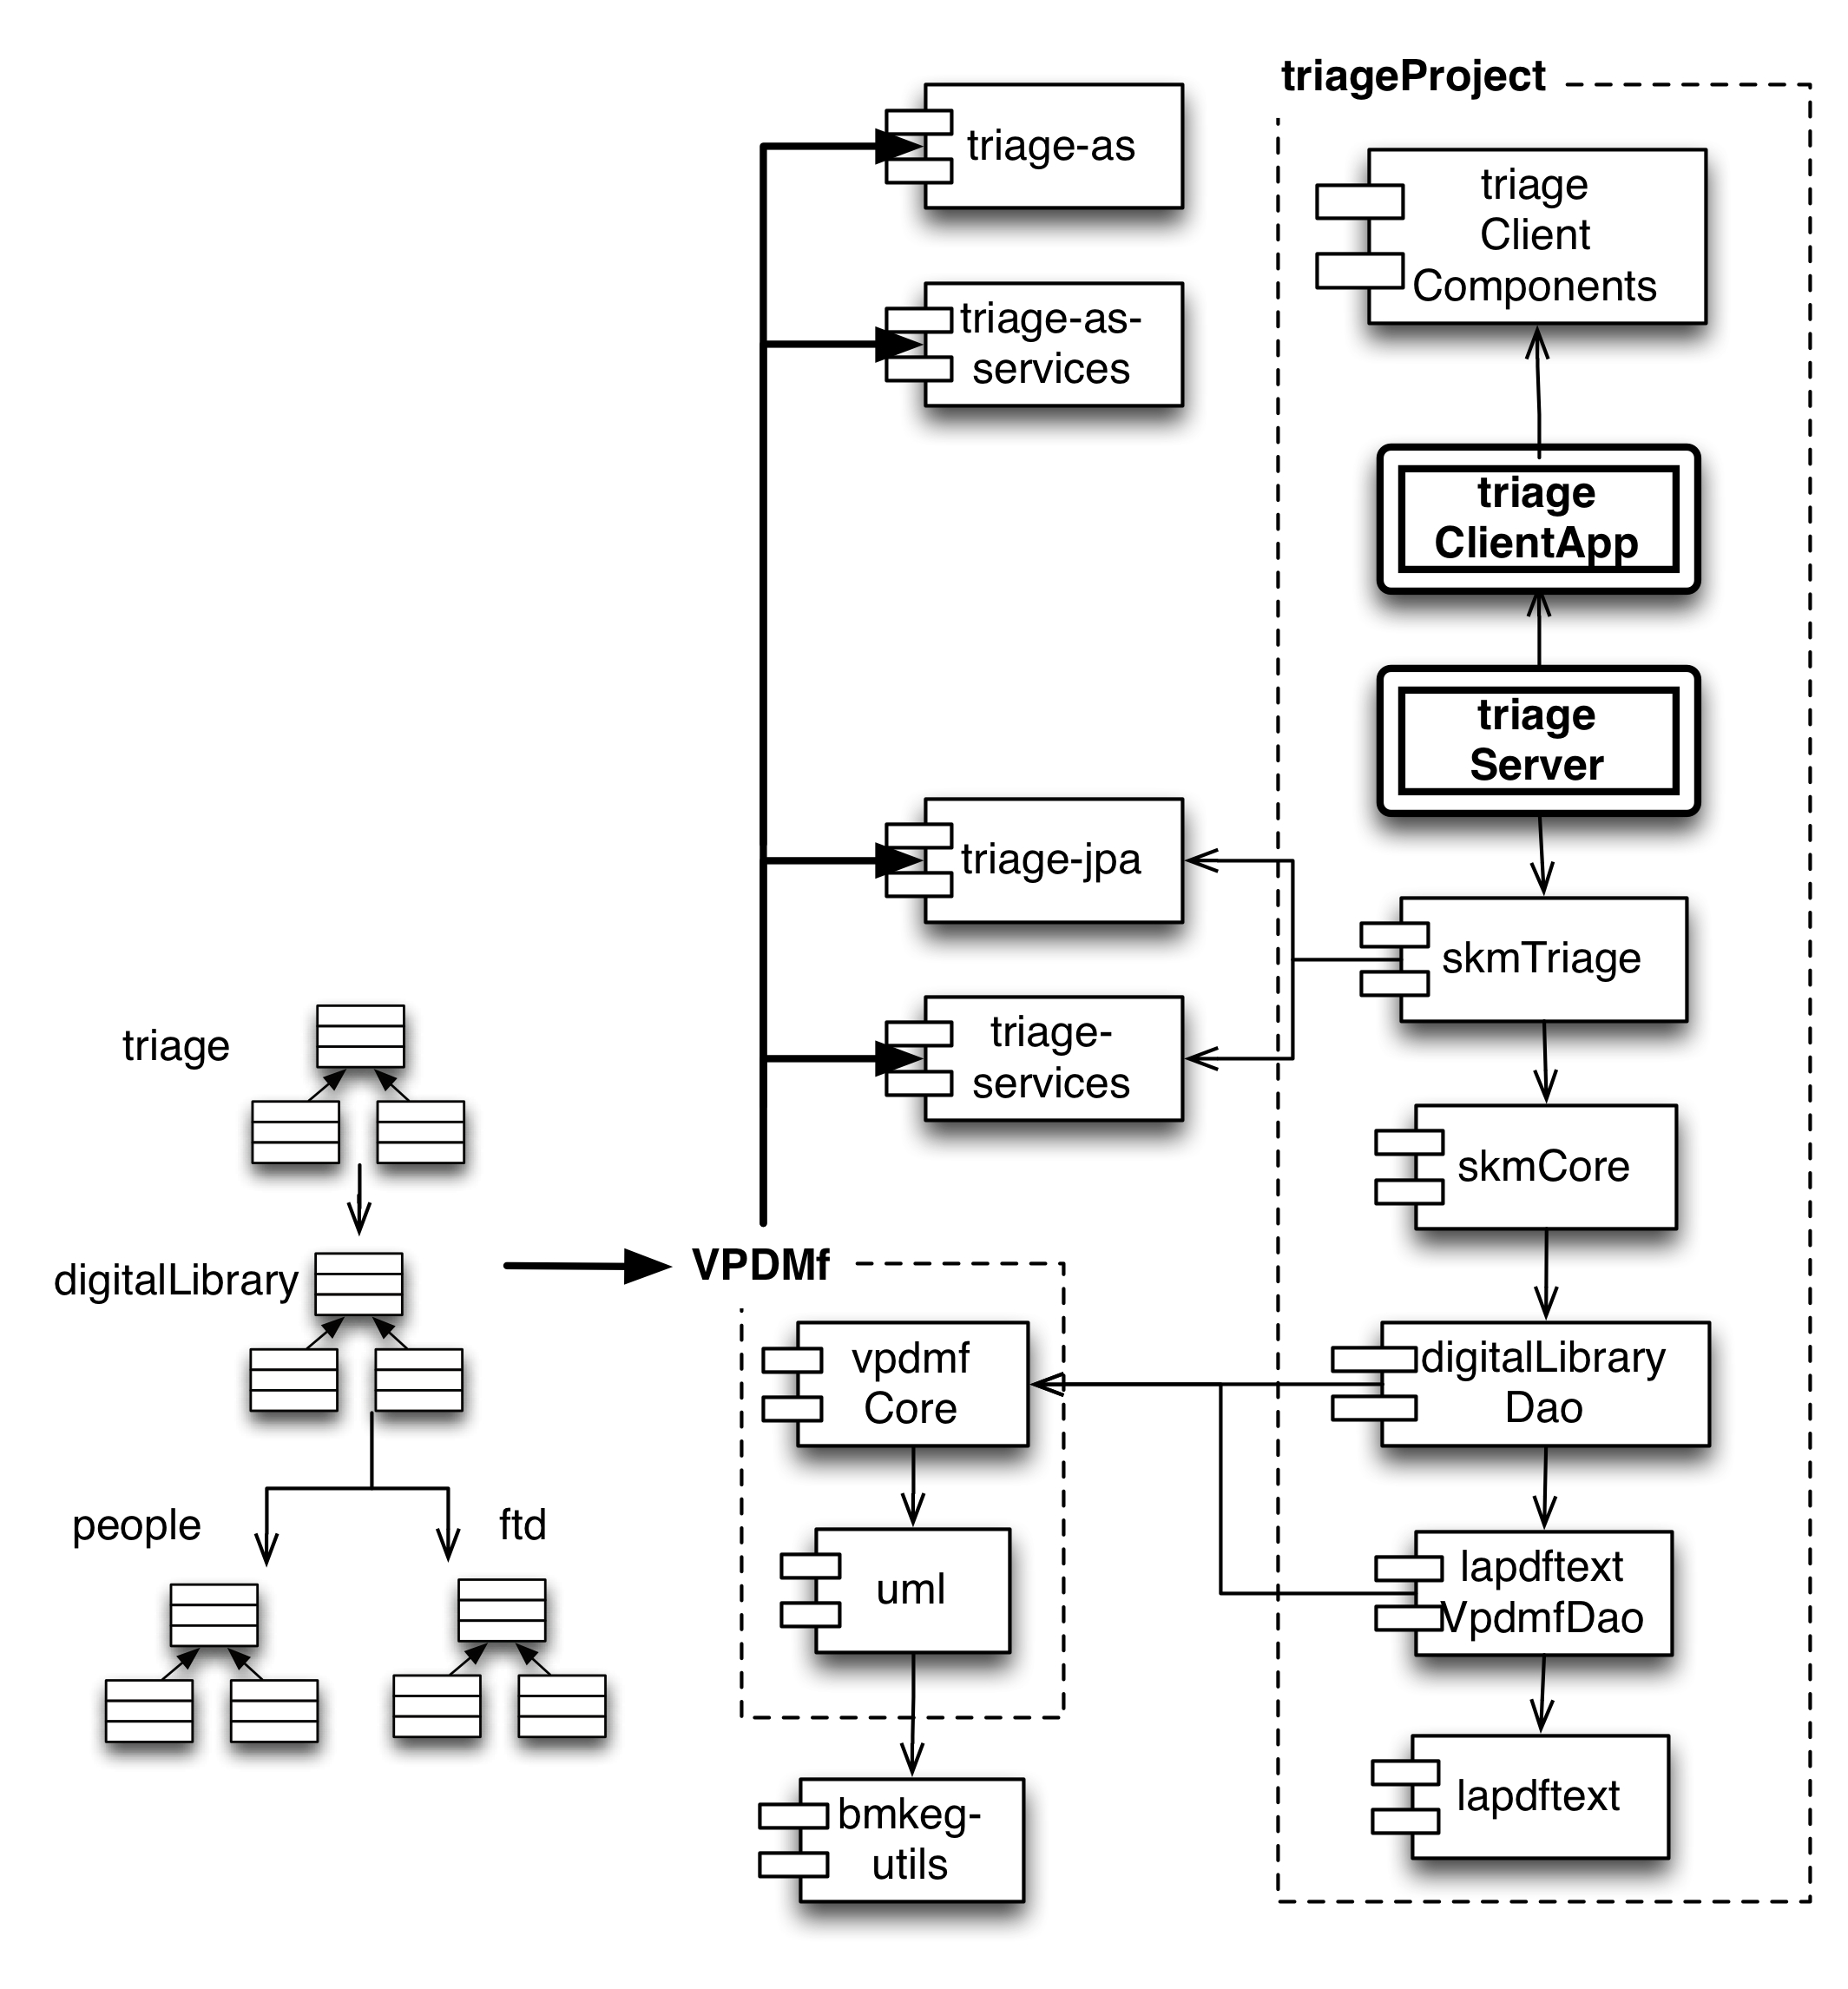 triageProject
triage-as
triage
Client
Components
triage-as-
services
triage
ClientApp
triage
Server
triage-jpa
skmTriage
triage-
services
triage
skmCore
digitalLibrary
VPDMf
vpdmf
Core
digitalLibrary
Dao
people
ftd
uml
lapdftext
VpdmfDao
bmkeg-
utils
lapdftext